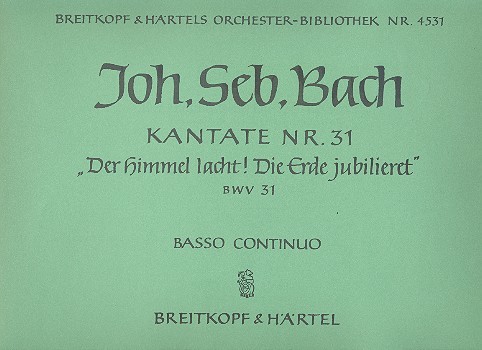 BREITKOPF & HÄRTELS ORCHESTER-BIBLIOTHEK NR. 4531
Joh. Seb. Bach
KANTATE NR. 31
„Der Himmel lacht! Die Erde jubilieret"
BWV 31
BASSO CONTINUO
BREITKOPF & HÄRTEL